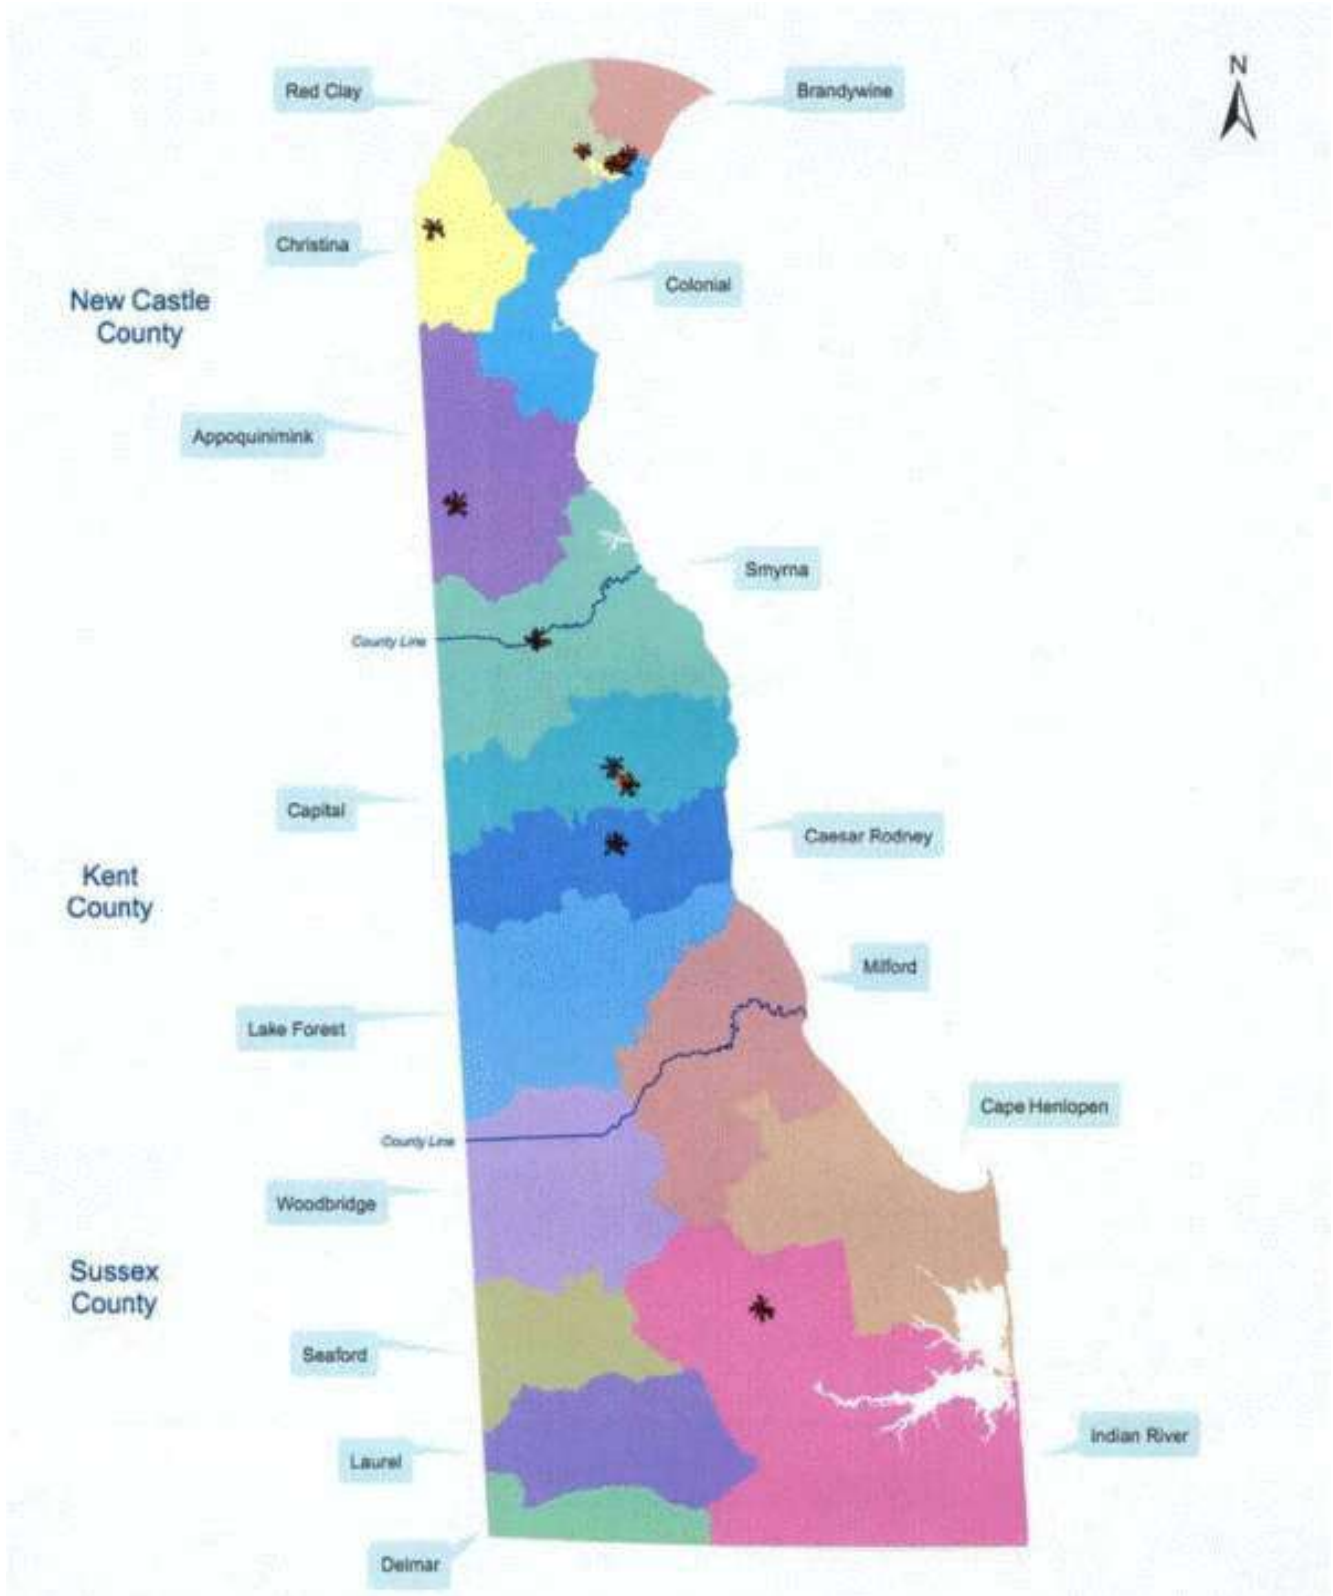 N
Red Clay
Brandywine
Christina
Colonial
New Castle
County
Appoquinimink
Smyrna
County Line
Capital
Caesar Rodney
Kent
County
Milford
Lake Forest
Cape Henlopen
County Line
Woodbridge
Sussex
County
Seaford
Indian River
Laurel
Delmar